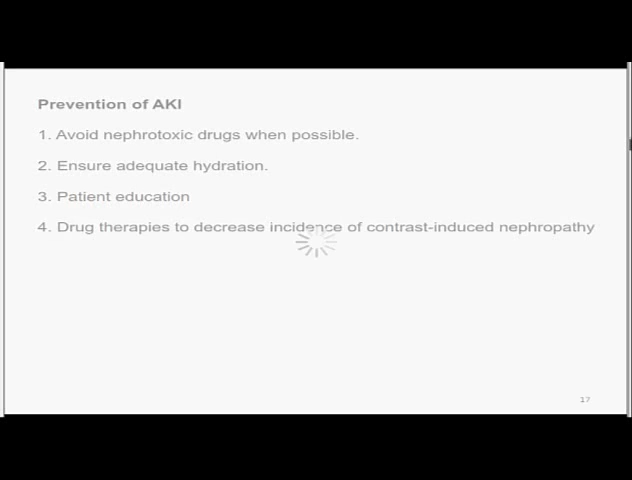 Prevention of AKI
1. Avoid nephrotoxic drugs when possible.
2. Ensure adequate hydration.
3. Patient education
4. Drug therapies to decrease incidence of contrast-induced nephropathy
17